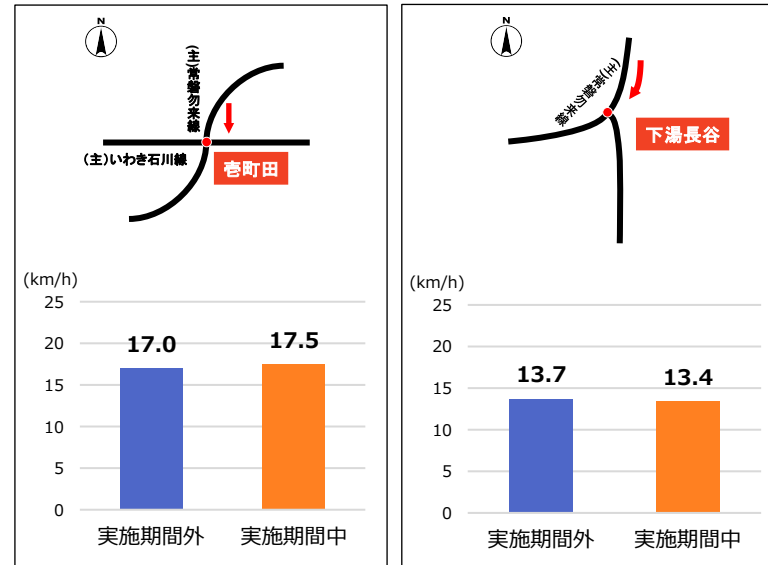 N
(主)常磐勿来線
(主)いわき石川線
壱町田
(km/h)
25
20
15
10
5
0
17.0
17.5
実施期間外
実施期間中
N
(主)常磐勿来線
下湯長谷
(km/h)
25
20
15
10
5
0
13.7
13.4
実施期間外
実施期間中